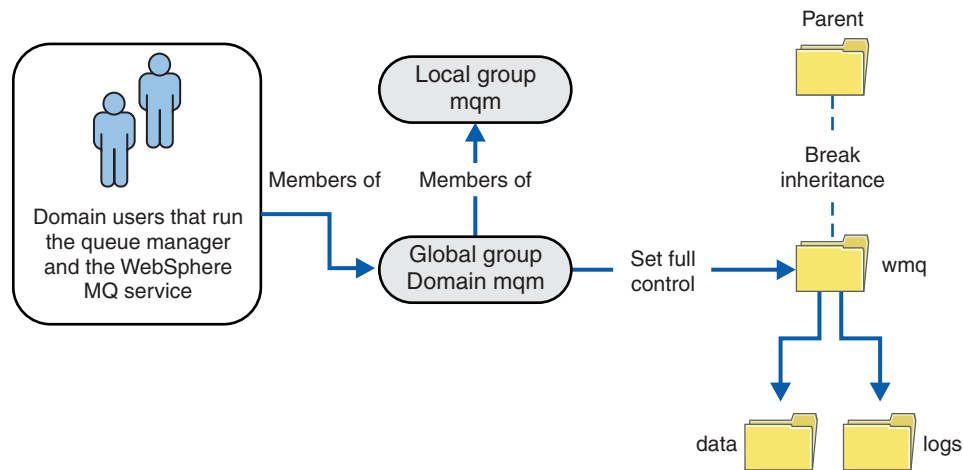 Parent
Local group
mqm
Break
inheritance
Members of
Members of
Domain users that run
the queue manager
and the WebSphere
MQ service
Global group
Domain mqm
Set full
control
wmq
data
logs